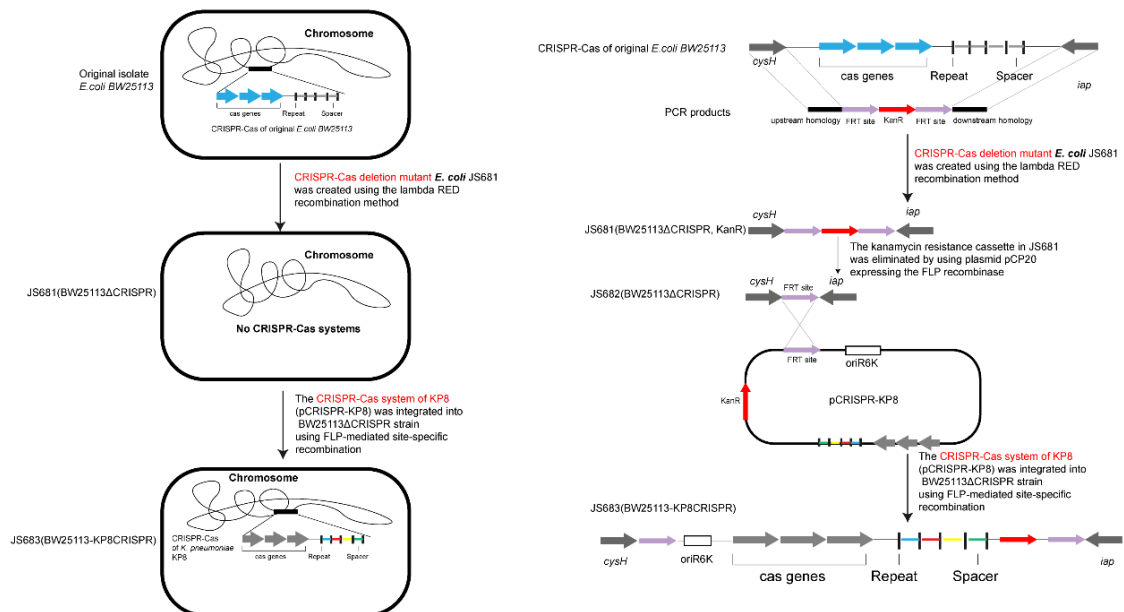 Chromosome
Original isolate
E.coli BW25113
cas genes
Repeat
Spacer
CRISPR-Cas of original E.coli BW25113
CRISPR-Cas deletion mutant E. coli JS681
was created using the lambda RED
recombination method
Chromosome
JS681(BW25113ΔCRISPR)
No CRISPR-Cas systems
The CRISPR-Cas system of KP8
(pCRISPR-KP8) was integrated into
BW25113ΔCRISPR strain
using FLP-mediated site-specific
recombination
Chromosome
JS683(BW25113-KP8CRISPR)
CRISPR-Cas
of K. pneumoniae
KP8
cas genes
Repeat
Spacer
CRISPR-Cas of original E.coli BW25113
cysH
cas genes
Repeat
Spacer
iap
PCR products
upstream homology
FRT site
KanR
FRT site
downstream homology
CRISPR-Cas deletion mutant E. coli JS681
was created using the lambda RED
recombination method
cysH
iap
JS681(BW25113ΔCRISPR, KanR)
The kanamycin resistance cassette in JS681
was eliminated by using plasmid pCP20
expressing the FLP recombinase
cysH
FRT site
iap
JS682(BW25113ΔCRISPR)
FRT site
oriR6K
KanR
pCRISPR-KP8
The CRISPR-Cas system of KP8
(pCRISPR-KP8) was integrated into
BW25113ΔCRISPR strain
using FLP-mediated site-specific
recombination
JS683(BW25113-KP8CRISPR)
cysH
oriR6K
cas genes
Repeat
Spacer
iap